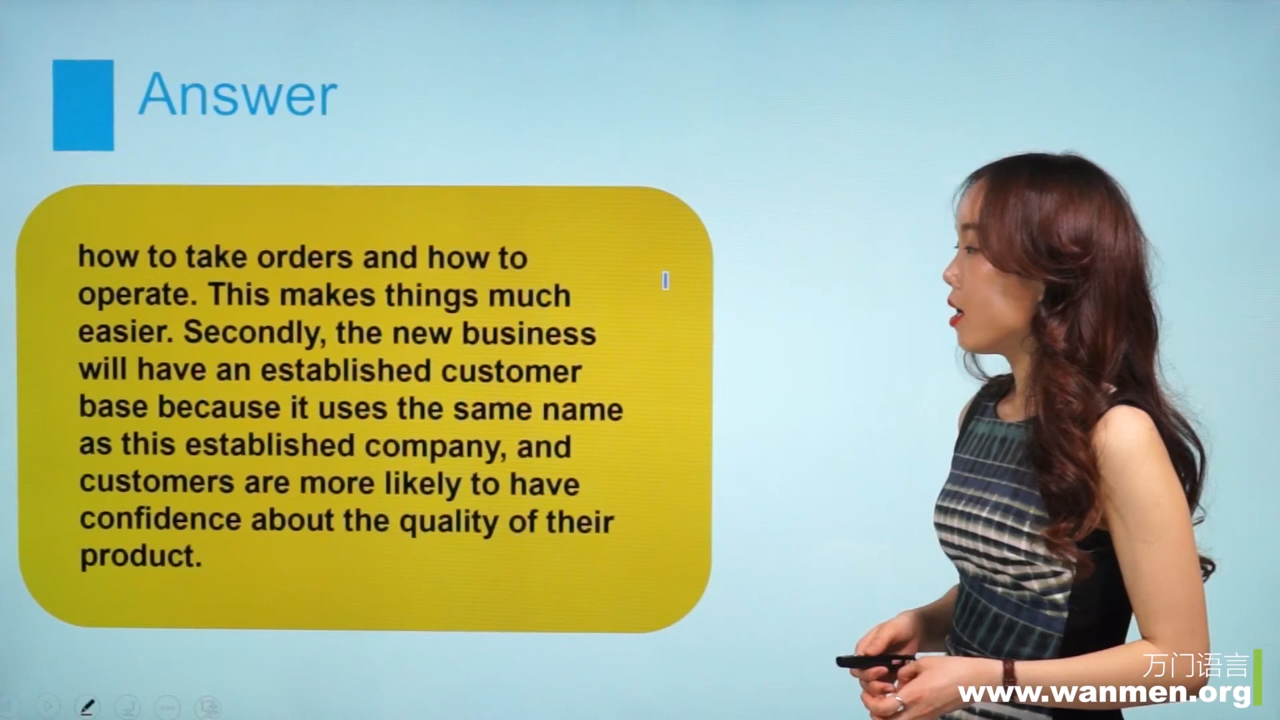 Answer
how to take orders and how to
operate. This makes things much
easier. Secondly, the new business
will have an established customer
base because it uses the same name
as this established company, and
customers are more likely to have
confidence about the quality of their
product.
万门语言
www.wanmen.org